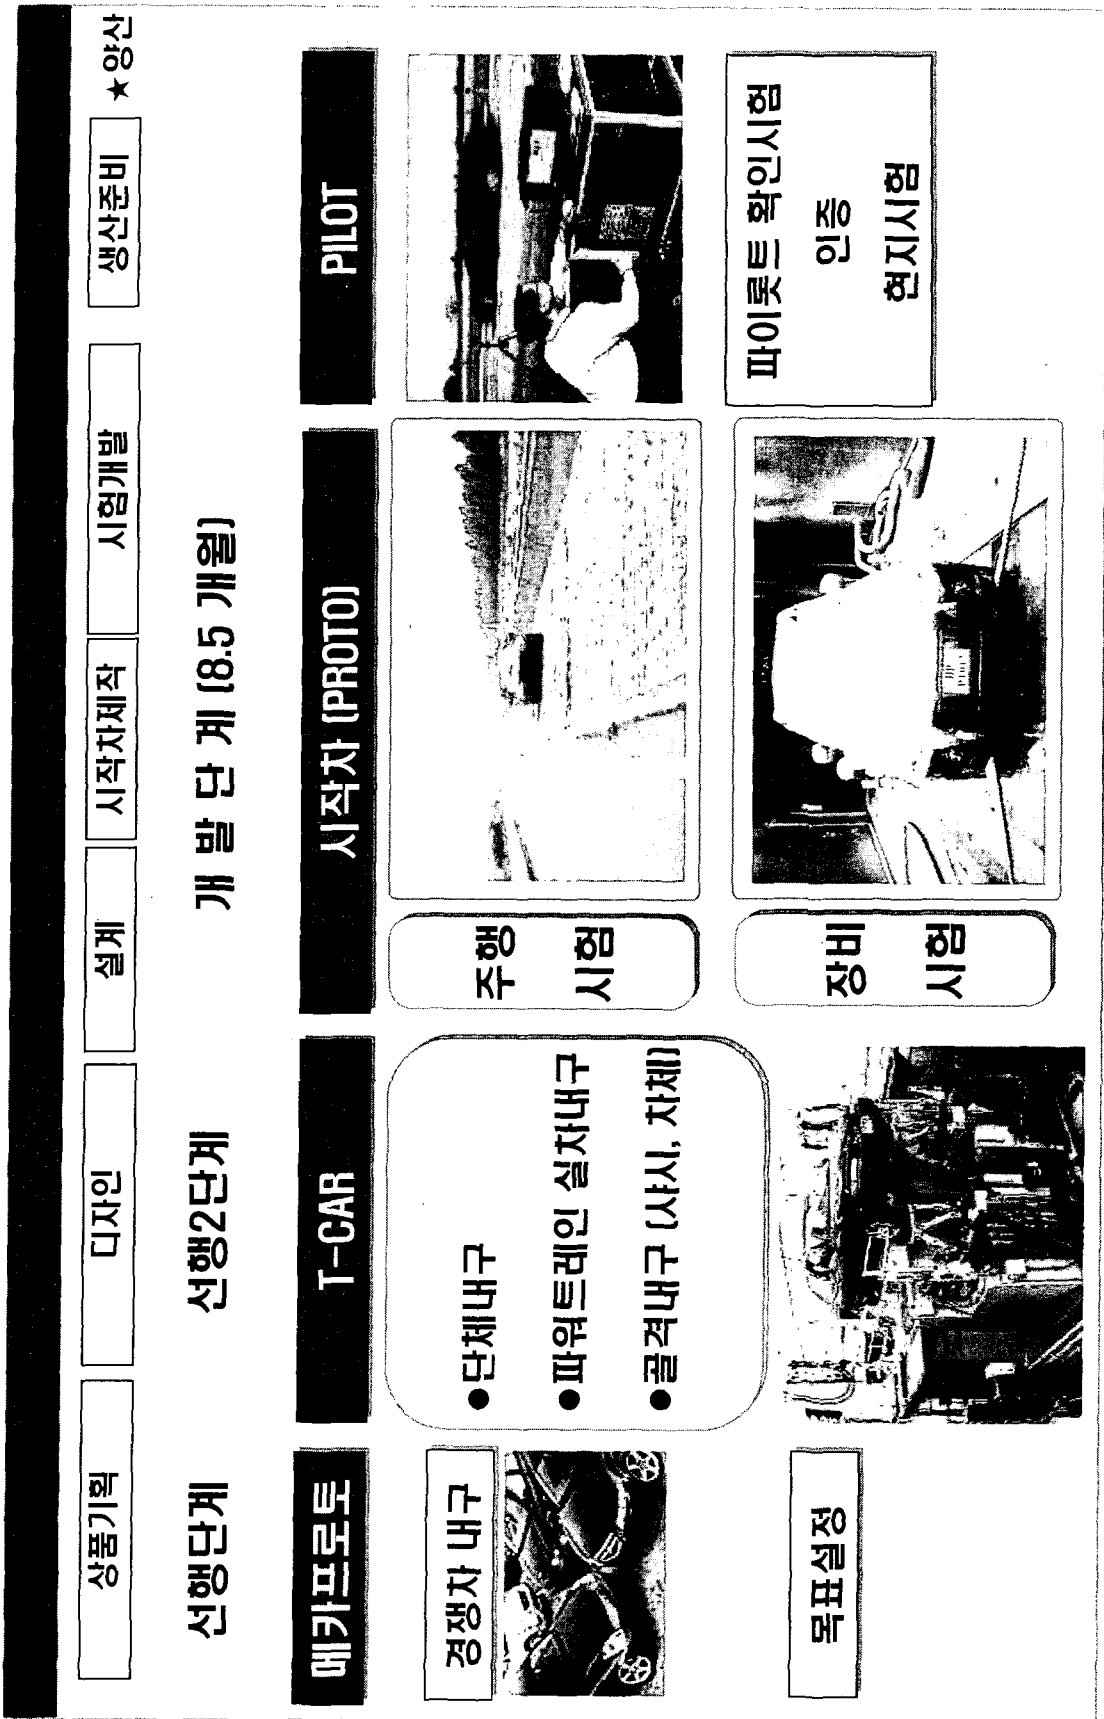 상품기획
디자인
설계
시작차제작
시험개발
생산준비
★양산
선행단계
선행2단계
개 발 단 계 (8.5 개월)
메카프로토
T-CAR
시작차 (PROTO)
PILOT
경쟁차 내구
목표설정
●단체내구
●파워트레인 실차내구
●골격내구 (샤시, 차체)
주행
시험
장비
시험
파이롯트 확인시험
인증
현지시험